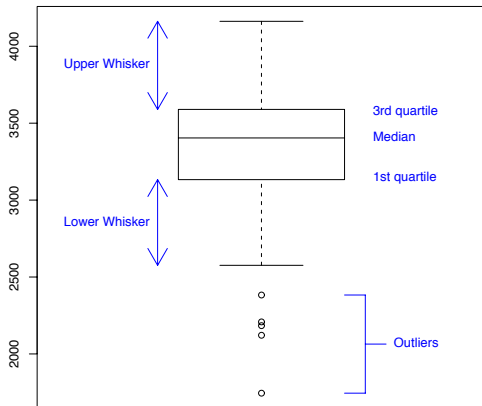 4000
3500
3000
2500
2000
Upper Whisker
3rd quartile
Median
1st quartile
Lower Whisker
Outliers